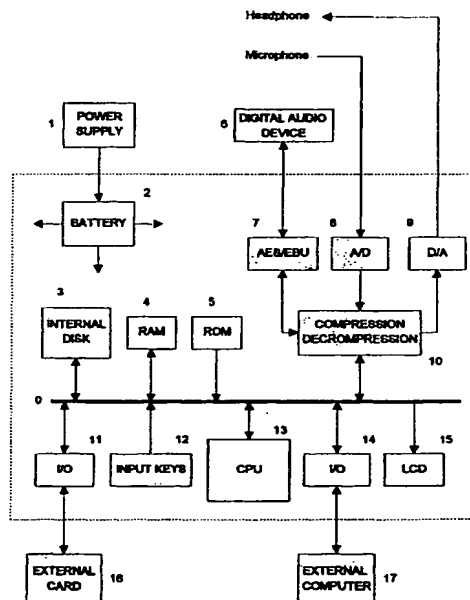 Headphone
Microphone
1
POWER
SUPPLY
6
DIGITAL AUDIO
DEVICE
2
BATTERY
7
8
9
AES/EBU
A/D
D/A
3
4
5
INTERNAL
DISK
RAM
ROM
COMPRESSION
DECROMPRESSION
10
0
11
12
13
14
15
I/O
INPUT KEYS
CPU
I/O
LCD
EXTERNAL
CARD
16
EXTERNAL
COMPUTER
17